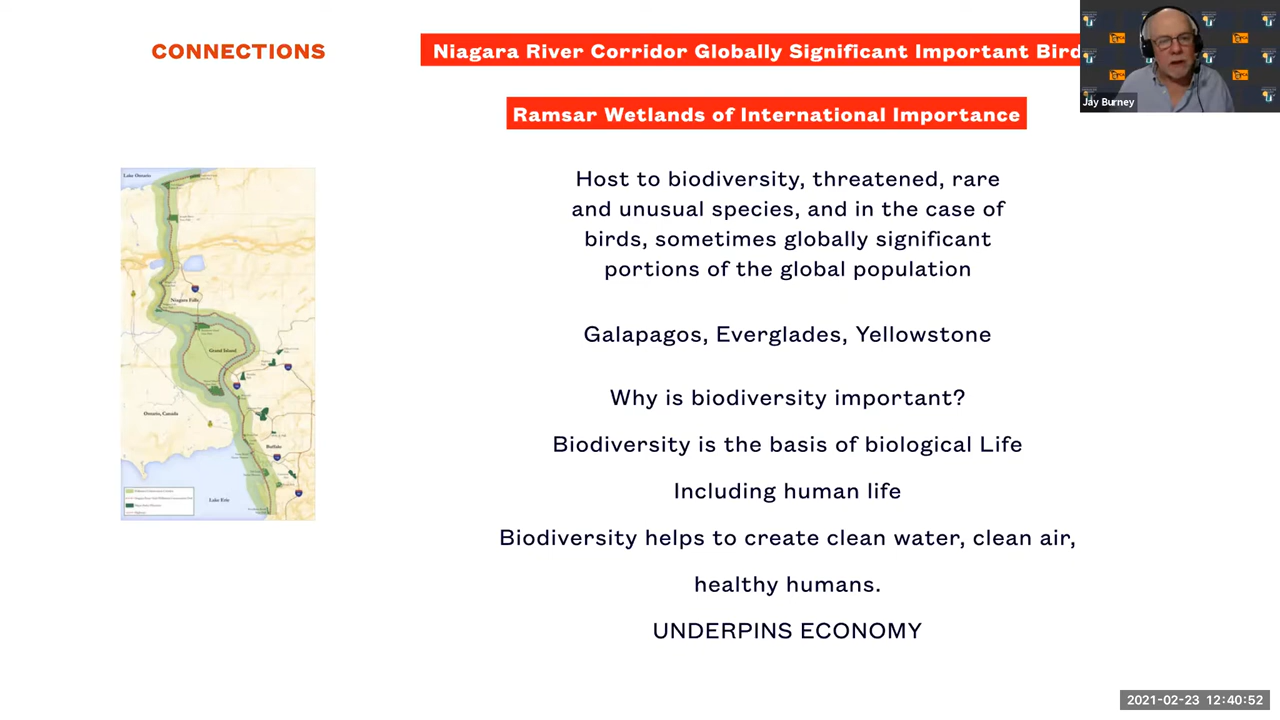 CONNECTIONS
Niagara River Corridor Globally Significant Important Bird
Jay Burney
Ramsar Wetlands of International Importance
Host to biodiversity, threatened, rare
and unusual species, and in the case of
birds, sometimes globally significant
portions of the global population
Galapagos, Everglades, Yellowstone
Why is biodiversity important?
Biodiversity is the basis of biological Life
Including human life
Biodiversity helps to create clean water, clean air,
healthy humans.
UNDERPINS ECONOMY
Lake Ontario
Niagara Falls
Grand Island
Ontario, Canada
Buffalo
Lake Erie
2021-02-23 12:40:52